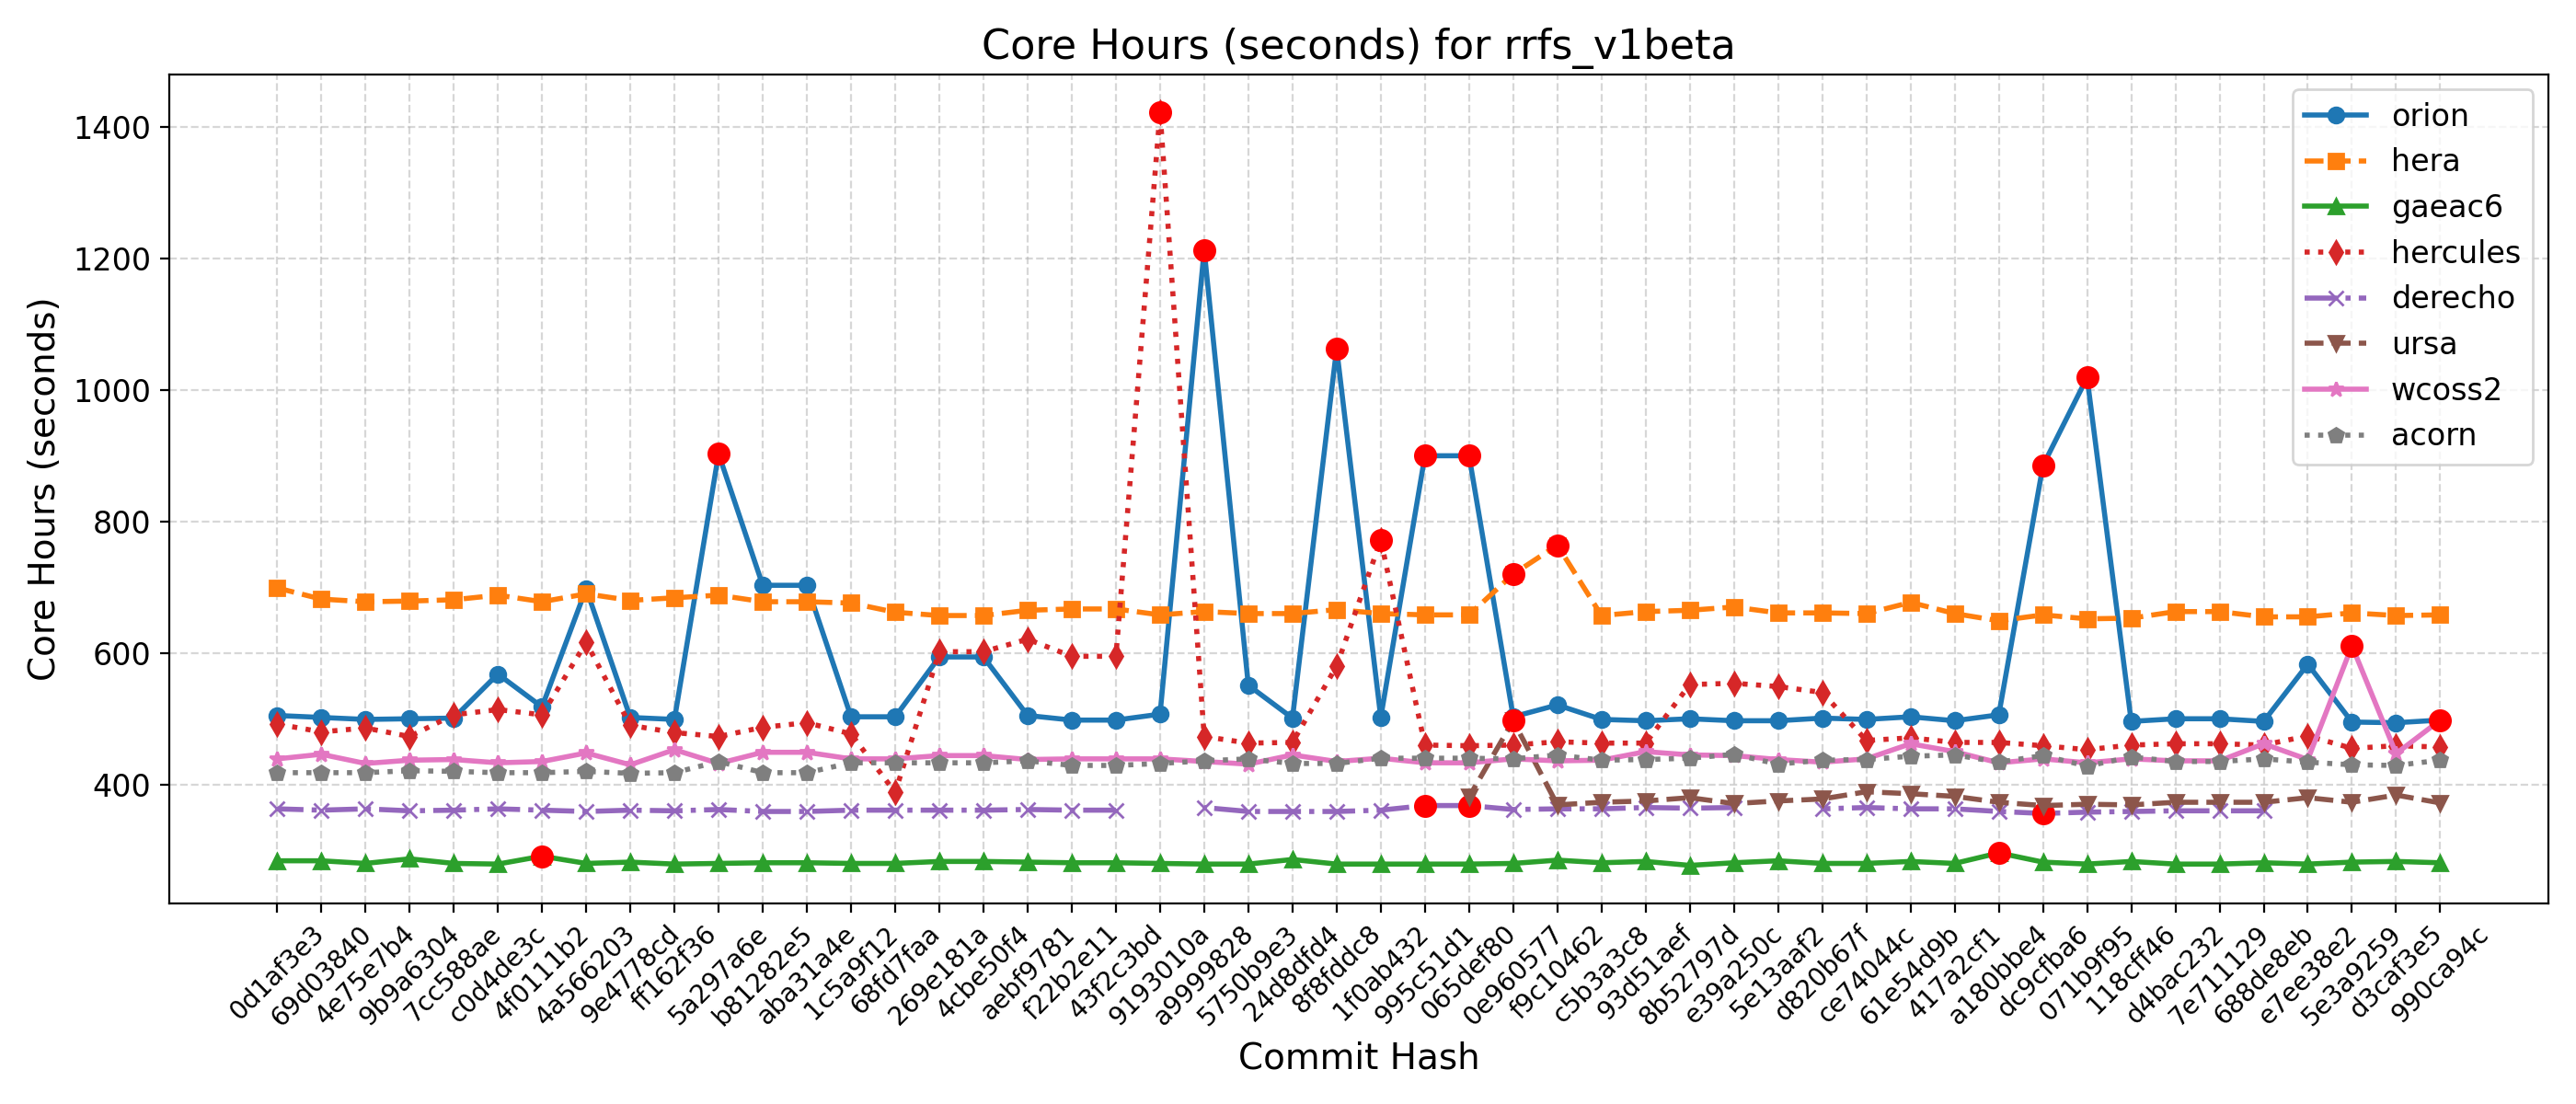 Core Hours (seconds) for rrfs_v1beta
Core Hours (seconds)
1400
1200
1000
800
600
400
orion
hera
gaeac6
hercules
derecho
ursa
wcoss2
acorn
0d1af3e3
69d03840
4e75e7b4
9b9a6304
7cc588ae
c0d4de3c
4f0111b2
4a566203
9e4778cd
ff162f36
5a297a6e
b81282e5
aba31a4e
1c5a9f12
68fd7faa
269e181a
4cbe50f4
aebf9781
f22b2e11
43f2c3bd
9193010a
a9999828
5750b9e3
24d8dfd4
8f8fddc8
1f0ab432
995c51d1
065def80
0e960577
f9c10462
c5b3a3c8
93d51aef
8b52797d
e39a250c
5e13aaf2
d820b67f
ce74044c
61e54d9b
417a2cf1
a180bbe4
dc9cfba6
071b9f95
118cff46
d4bac232
7e711129
688de8eb
e7ee38e2
5e3a9259
d3caf3e5
990ca94c
Commit Hash